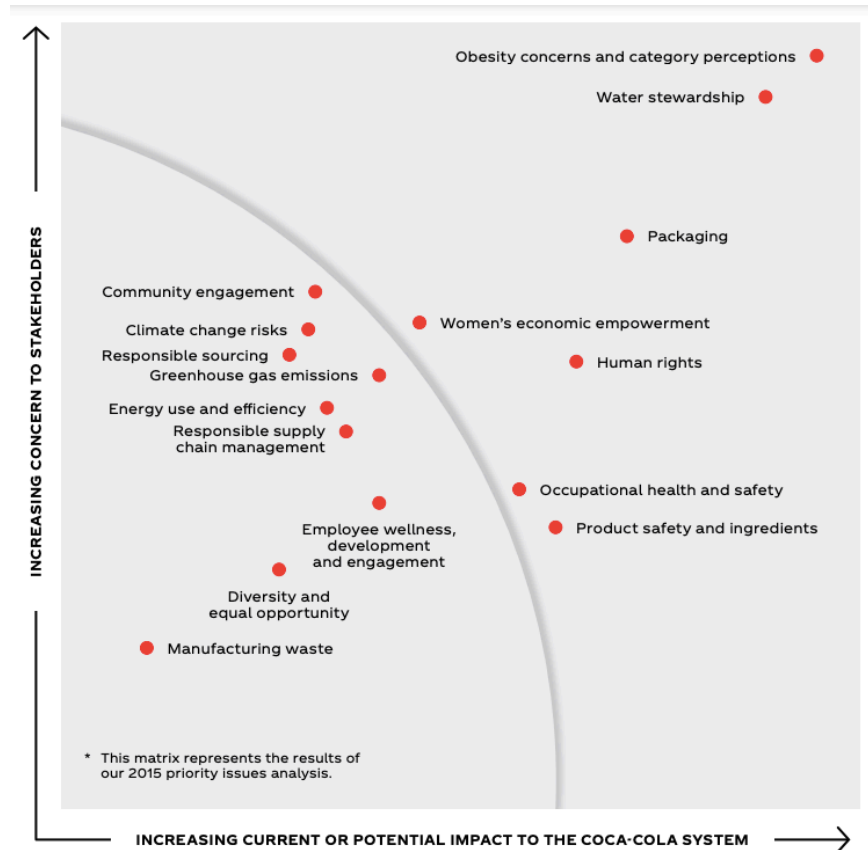 Obesity concerns and category perceptions
Water stewardship
Packaging
Community engagement
Women’s economic empowerment
Climate change risks
Responsible sourcing
Human rights
Greenhouse gas emissions
Energy use and efficiency
Responsible supply
chain management
Occupational health and safety
Product safety and ingredients
Employee wellness,
development
and engagement
Diversity and
equal opportunity
Manufacturing waste
* This matrix represents the results of
our 2015 priority issues analysis.
INCREASING CONCERN TO STAKEHOLDERS
INCREASING CURRENT OR POTENTIAL IMPACT TO THE COCA-COLA SYSTEM